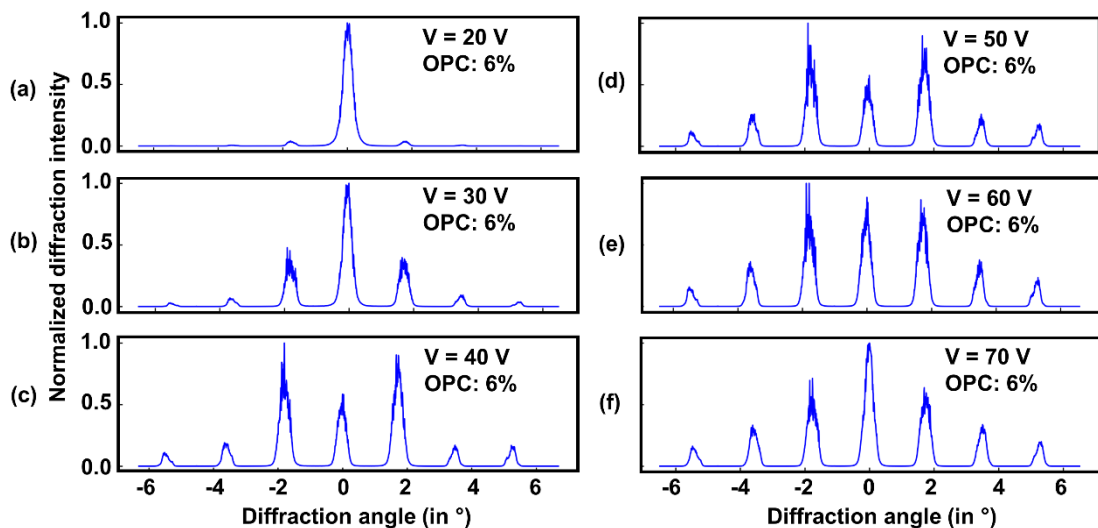 Normalized diffraction intensity
(a)
1.0
0.5
0.0
V = 20 V
OPC: 6%
(b)
1.0
0.5
0.0
V = 30 V
OPC: 6%
(c)
1.0
0.5
0.0
V = 40 V
OPC: 6%
-6 -4 -2 0 2 4 6
Diffraction angle (in °)
(d)
V = 50 V
OPC: 6%
(e)
V = 60 V
OPC: 6%
(f)
V = 70 V
OPC: 6%
-6 -4 -2 0 2 4 6
Diffraction angle (in °)